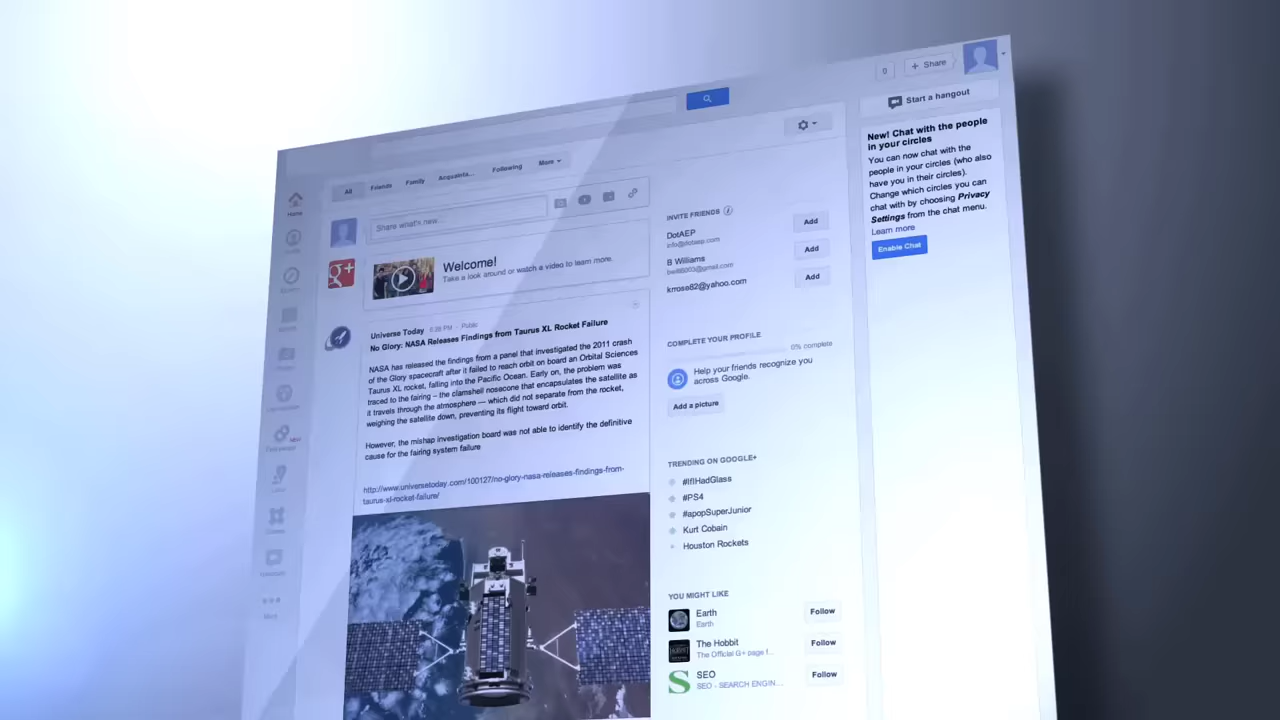 0
+ Share
Start a hangout
All
Friends
Family
Acquainta...
Following
More
Home
Share what's new...
g+
Welcome!
Take a look around or watch a video to learn more.
Universe Today 5:38 PM - Public
No Glory: NASA Releases Findings from Taurus XL Rocket Failure
NASA has released the findings from a panel that investigated the 2011 crash
of the Glory spacecraft after it failed to reach orbit on board an Orbital Sciences
Taurus XL rocket, falling into the Pacific Ocean. Early on, the problem was
traced to the fairing – the clamshell nosecone that encapsulates the satellite as
it travels through the atmosphere — which did not separate from the rocket,
weighing the satellite down, preventing its flight toward orbit.
However, the mishap investigation board was not able to identify the definitive
cause for the fairing system failure
http://www.universetoday.com/100127/no-glory-nasa-releases-findings-from-
taurus-xl-rocket-failure/
INVITE FRIENDS
DotAEP
info@dotaep.com
Add
B Williams
Add
krross82@yahoo.com
Add
COMPLETE YOUR PROFILE
0% complete
Help your friends recognize you
across Google.
Add a picture
TRENDING ON GOOGLE+
#IfIHadGlass
#PS4
#apopSuperJunior
Kurt Cobain
Houston Rockets
YOU MIGHT LIKE
Earth
Earth
Follow
The Hobbit
The Official G+ page f...
Follow
SEO
SEO - SEARCH ENGIN...
Follow
New! Chat with the people
in your circles
You can now chat with the
people in your circles (who also
have you in their circles).
Change which circles you can
chat with by choosing Privacy
Settings from the chat menu.
Learn more
Enable Chat